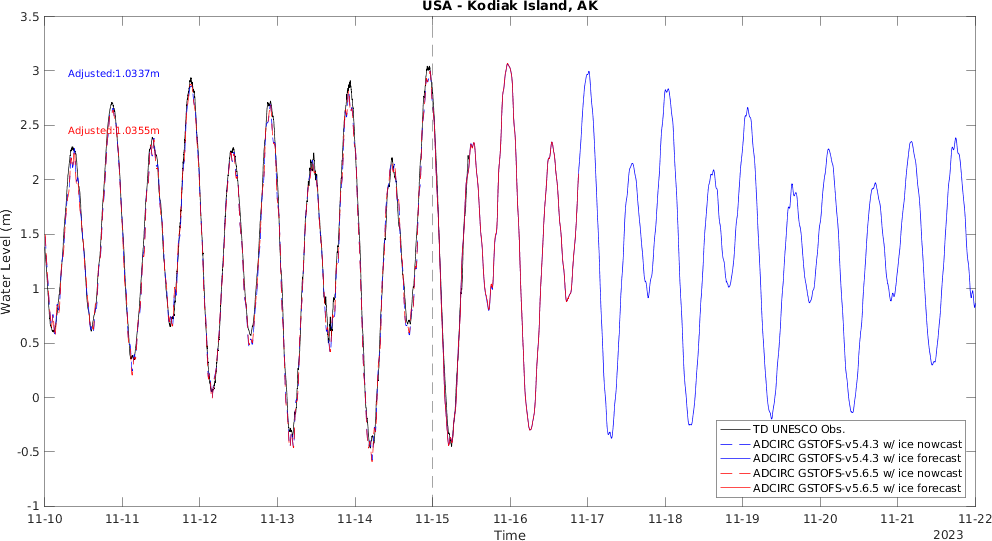 USA - Kodiak Island, AK
3.5
3
2.5
2
1.5
1
0.5
0
-0.5
-1
Water Level (m)
Adjusted:1.0337m
Adjusted:1.0355m
TD UNESCO Obs.
ADCIRC GSTOFS-v5.4.3 w/ ice nowcast
ADCIRC GSTOFS-v5.4.3 w/ ice forecast
ADCIRC GSTOFS-v5.6.5 w/ ice nowcast
ADCIRC GSTOFS-v5.6.5 w/ ice forecast
11-10 11-11 11-12 11-13 11-14 11-15 11-16 11-17 11-18 11-19 11-20 11-21 11-22
Time
2023